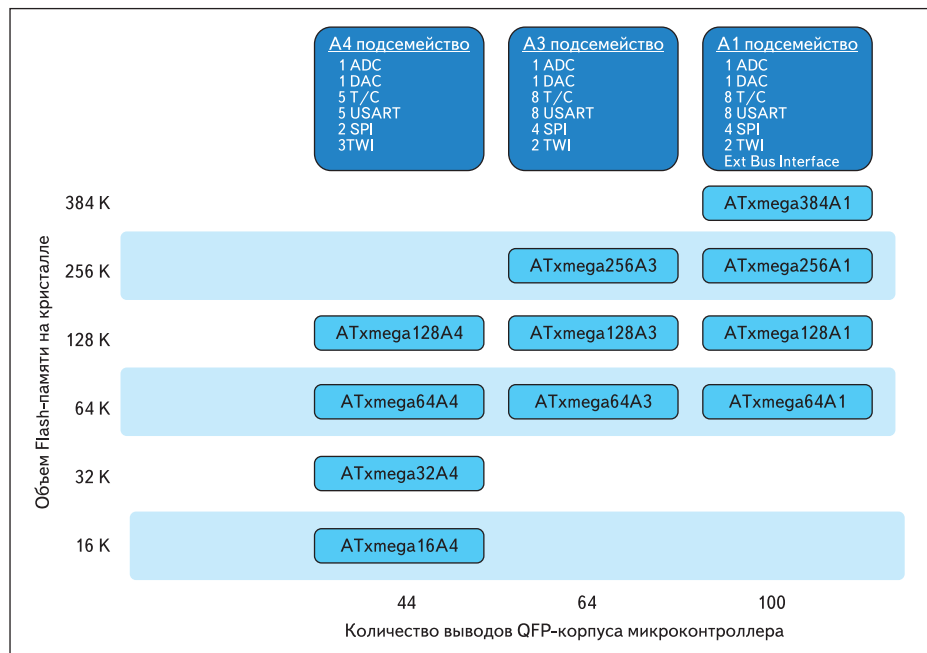 А4 подсемейство
1 ADC
1 DAC
5 T/C
5 USART
2 SPI
3TWI
А3 подсемейство
1 ADC
1 DAC
8 T/C
8 USART
4 SPI
2 TWI
А1 подсемейство
1 ADC
1 DAC
8 T/C
8 USART
4 SPI
2 TWI
Ext Bus Interface
Объем Flash-памяти на кристалле
384 K
ATxmega384A1
256 K
ATxmega256A3
ATxmega256A1
128 K
ATxmega128A4
ATxmega128A3
ATxmega128A1
64 K
ATxmega64A4
ATxmega64A3
ATxmega64A1
32 K
ATxmega32A4
16 K
ATxmega16A4
44
64
100
Количество выводов QFP-корпуса микроконтроллера